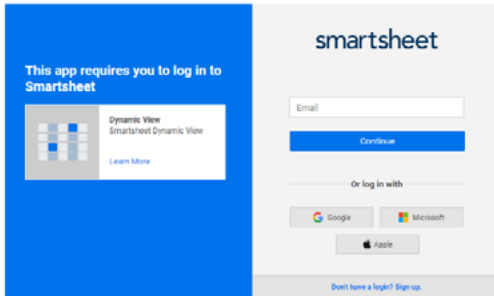 This app requires you to log in to
Smartsheet
Dynamic View
Smartsheet Dynamic View
Learn More
smartsheet
Email
Continue
Or log in with
Google
Microsoft
Apple
Don't have a login? Sign up.